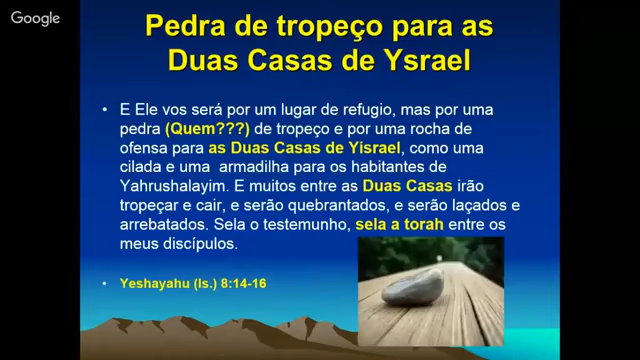 Google
Pedra de tropeço para as
Duas Casas de Ysrael
• E Ele vos será por um lugar de refugio, mas por uma
pedra (Quem???) de tropeço e por uma rocha de
ofensa para as Duas Casas de Yisrael, como uma
cilada e uma armadilha para os habitantes de
Yahrushalayim. E muitos entre as Duas Casas irão
tropeçar e cair, e serão quebrantados, e serão laçados e
arrebatados. Sela o testemunho, sela a torah entre os
meus discípulos.
• Yeshayahu (Is.) 8:14-16